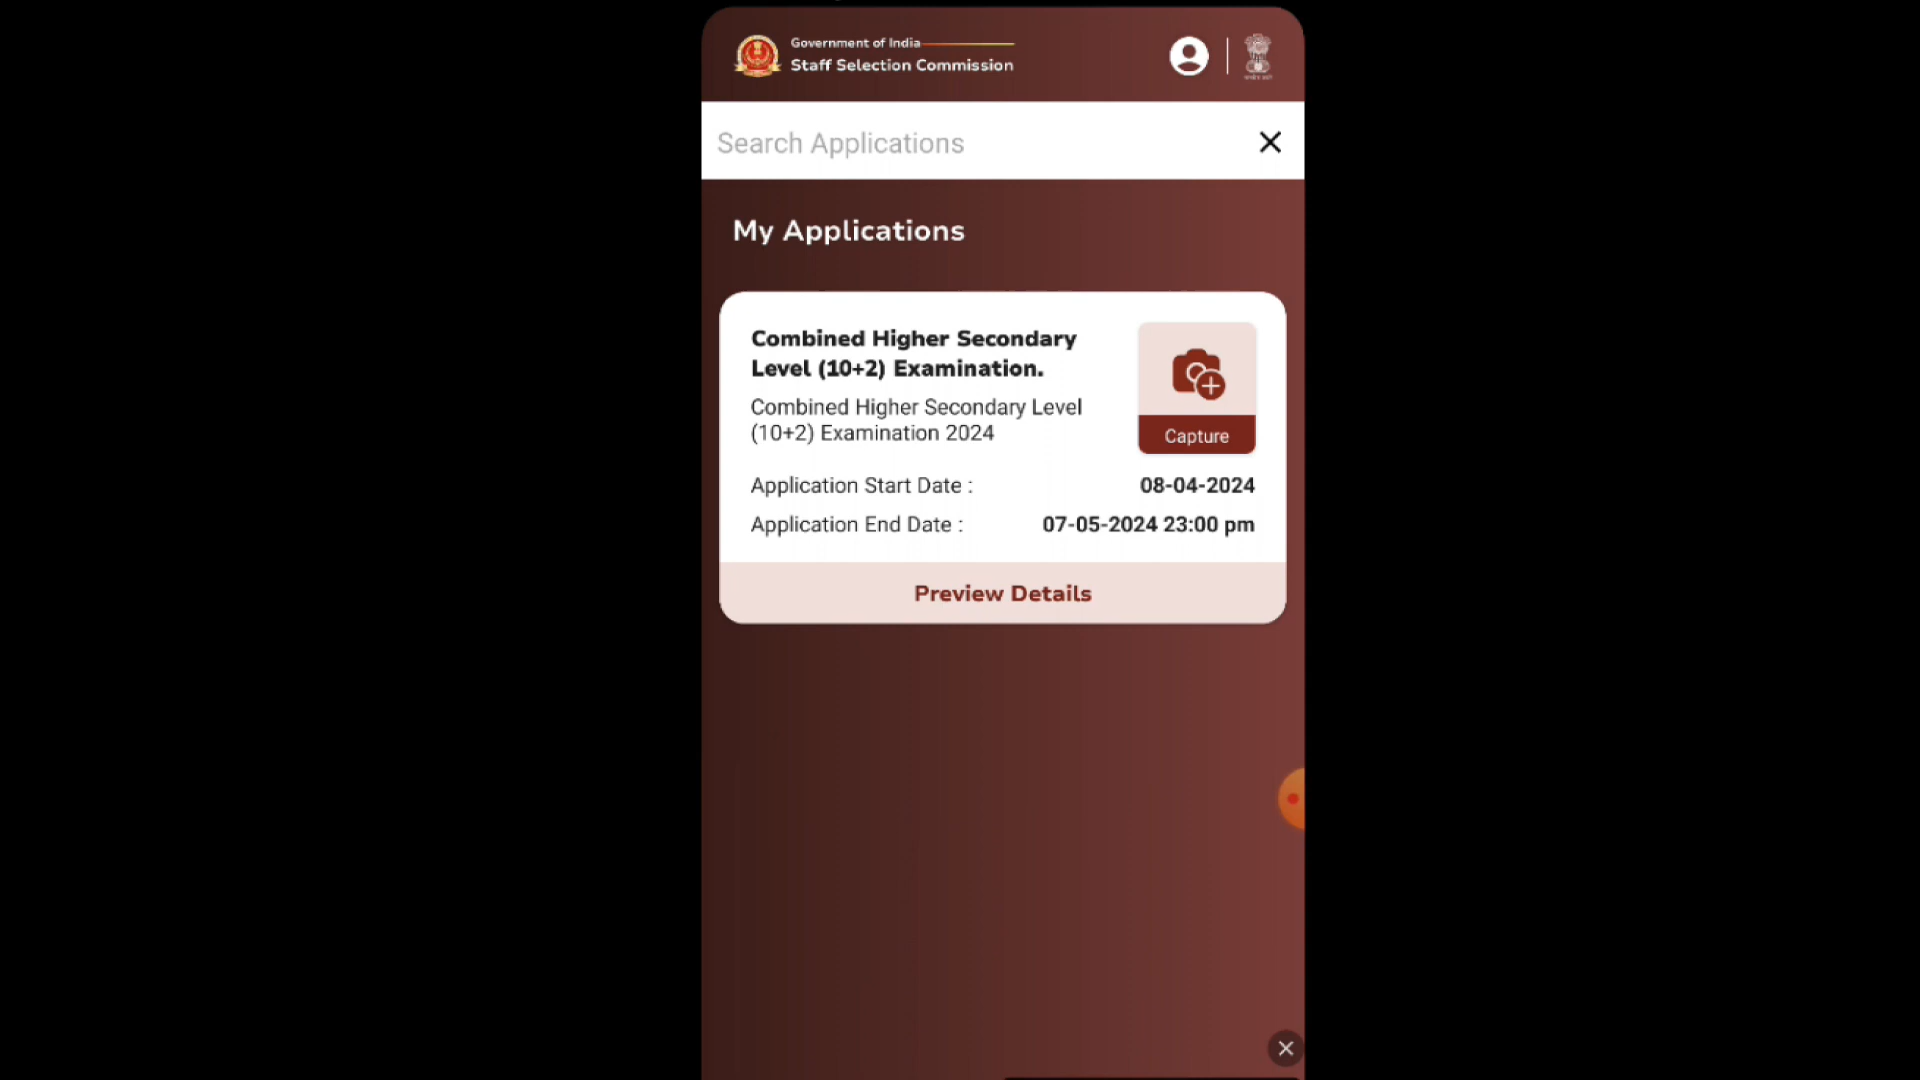 Government of India
Staff Selection Commission
Search Applications
My Applications
Combined Higher Secondary
Level (10+2) Examination.
Combined Higher Secondary Level
(10+2) Examination 2024
Capture
Application Start Date : 08-04-2024
Application End Date : 07-05-2024 23:00 pm
Preview Details